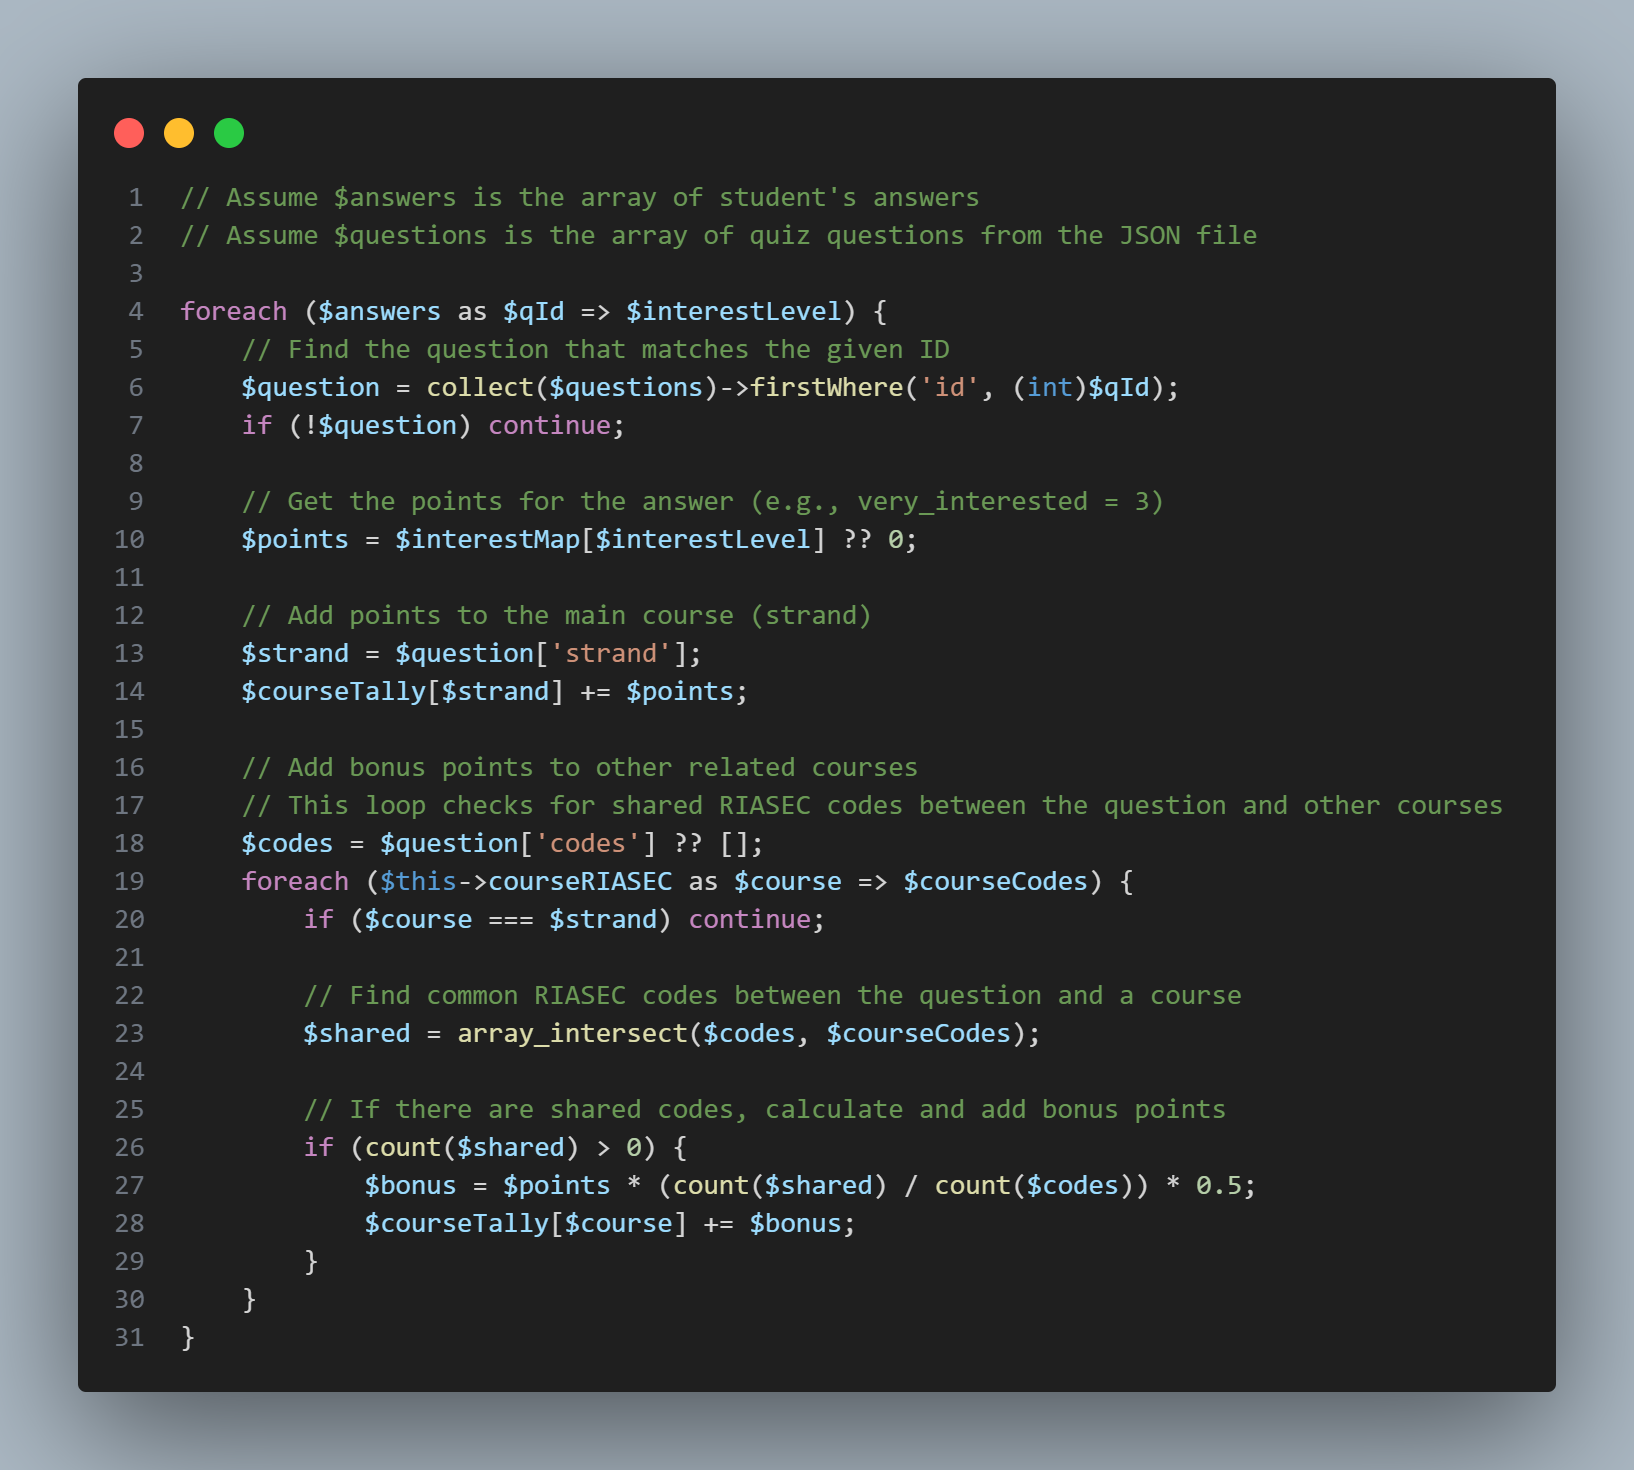 1 // Assume $answers is the array of student's answers
2 // Assume $questions is the array of quiz questions from the JSON file
3
4 foreach ($answers as $qId => $interestLevel) {
5     // Find the question that matches the given ID
6     $question = collect($questions)->firstWhere('id', (int)$qId);
7     if (!$question) continue;
8
9     // Get the points for the answer (e.g., very_interested = 3)
10     $points = $interestMap[$interestLevel] ?? 0;
11
12     // Add points to the main course (strand)
13     $strand = $question['strand'];
14     $courseTally[$strand] += $points;
15
16     // Add bonus points to other related courses
17     // This loop checks for shared RIASEC codes between the question and other courses
18     $codes = $question['codes'] ?? [];
19     foreach ($this->courseRIASEC as $course => $courseCodes) {
20         if ($course === $strand) continue;
21
22         // Find common RIASEC codes between the question and a course
23         $shared = array_intersect($codes, $courseCodes);
24
25         // If there are shared codes, calculate and add bonus points
26         if (count($shared) > 0) {
27             $bonus = $points * (count($shared) / count($codes)) * 0.5;
28             $courseTally[$course] += $bonus;
29         }
30     }
31 }